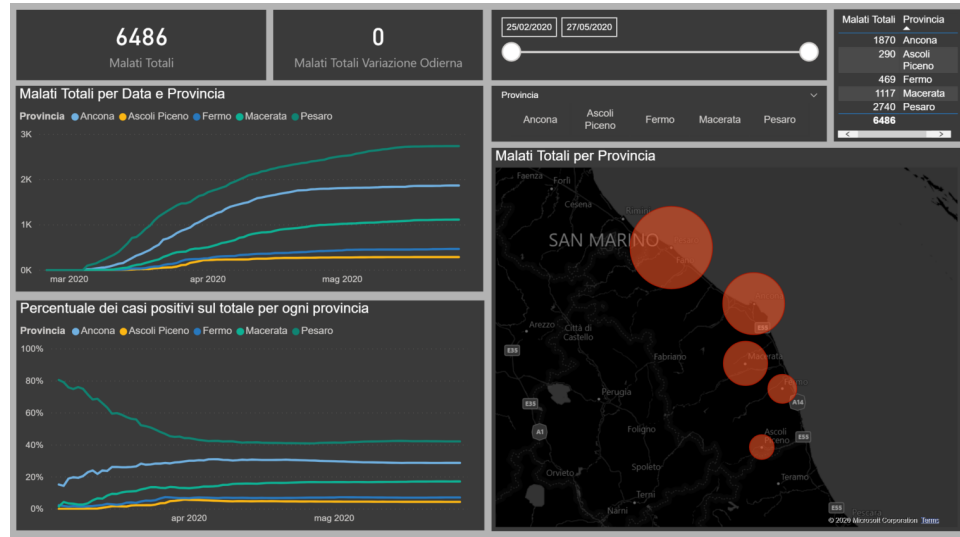 6486
Malati Totali
0
Malati Totali Variazione Odierna
25/02/2020 27/05/2020
Malati Totali Provincia
1870 Ancona
290 Ascoli
Piceno
469 Fermo
1117 Macerata
2740 Pesaro
6486
Provincia
Ancona Ascoli Piceno Fermo Macerata Pesaro
Malati Totali per Data e Provincia
Provincia Ancona Ascoli Piceno Fermo Macerata Pesaro
3K
2K
1K
0K
mar 2020 apr 2020 mag 2020
Percentuale dei casi positivi sul totale per ogni provincia
Provincia Ancona Ascoli Piceno Fermo Macerata Pesaro
100%
80%
60%
40%
20%
0%
apr 2020 mag 2020
Malati Totali per Provincia
Faenza Forlì
Cesena
Rimini
SAN MARINO
Arezzo Città di
Castello
E55
E35
Fabriano Macerata
Perugia
Fermo
E35
A14
A1
Foligno
Ascoli
Piceno
E55
Orvieto Spoleto
Teramo
Terni
Narni
E55
Pescara
© 2020 Microsoft Corporation Terms